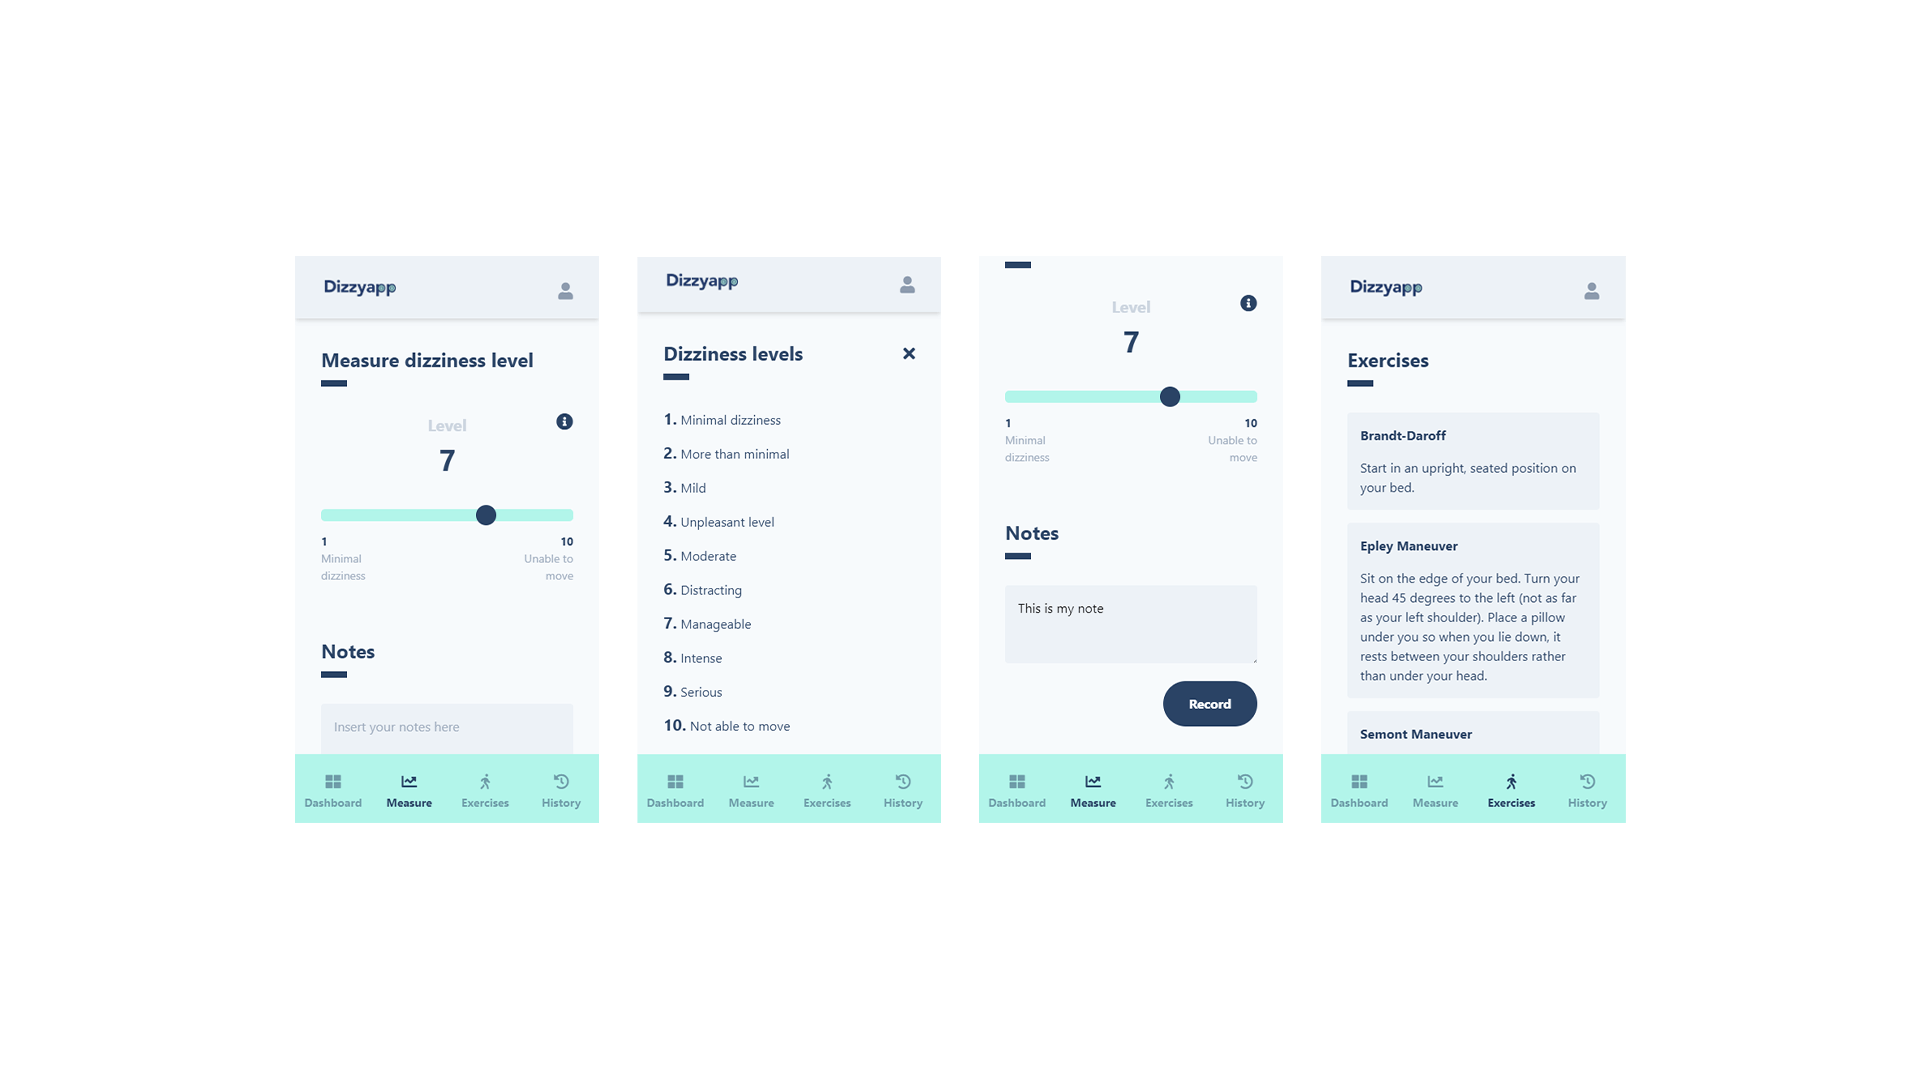 Dizzyapp
Measure dizziness level
Level
7
1
10
Minimal
dizziness
Unable to
move
Notes
Insert your notes here
Dashboard
Measure
Exercises
History
Dizzyapp
Dizziness levels
1. Minimal dizziness
2. More than minimal
3. Mild
4. Unpleasant level
5. Moderate
6. Distracting
7. Manageable
8. Intense
9. Serious
10. Not able to move
Dashboard
Measure
Exercises
History
Level
7
1
10
Minimal
dizziness
Unable to
move
Notes
This is my note
Record
Dashboard
Measure
Exercises
History
Dizzyapp
Exercises
Brandt-Daroff
Start in an upright, seated position on
your bed.
Epley Maneuver
Sit on the edge of your bed. Turn your
head 45 degrees to the left (not as far
as your left shoulder). Place a pillow
under you so when you lie down, it
rests between your shoulders rather
than under your head.
Semont Maneuver
Dashboard
Measure
Exercises
History